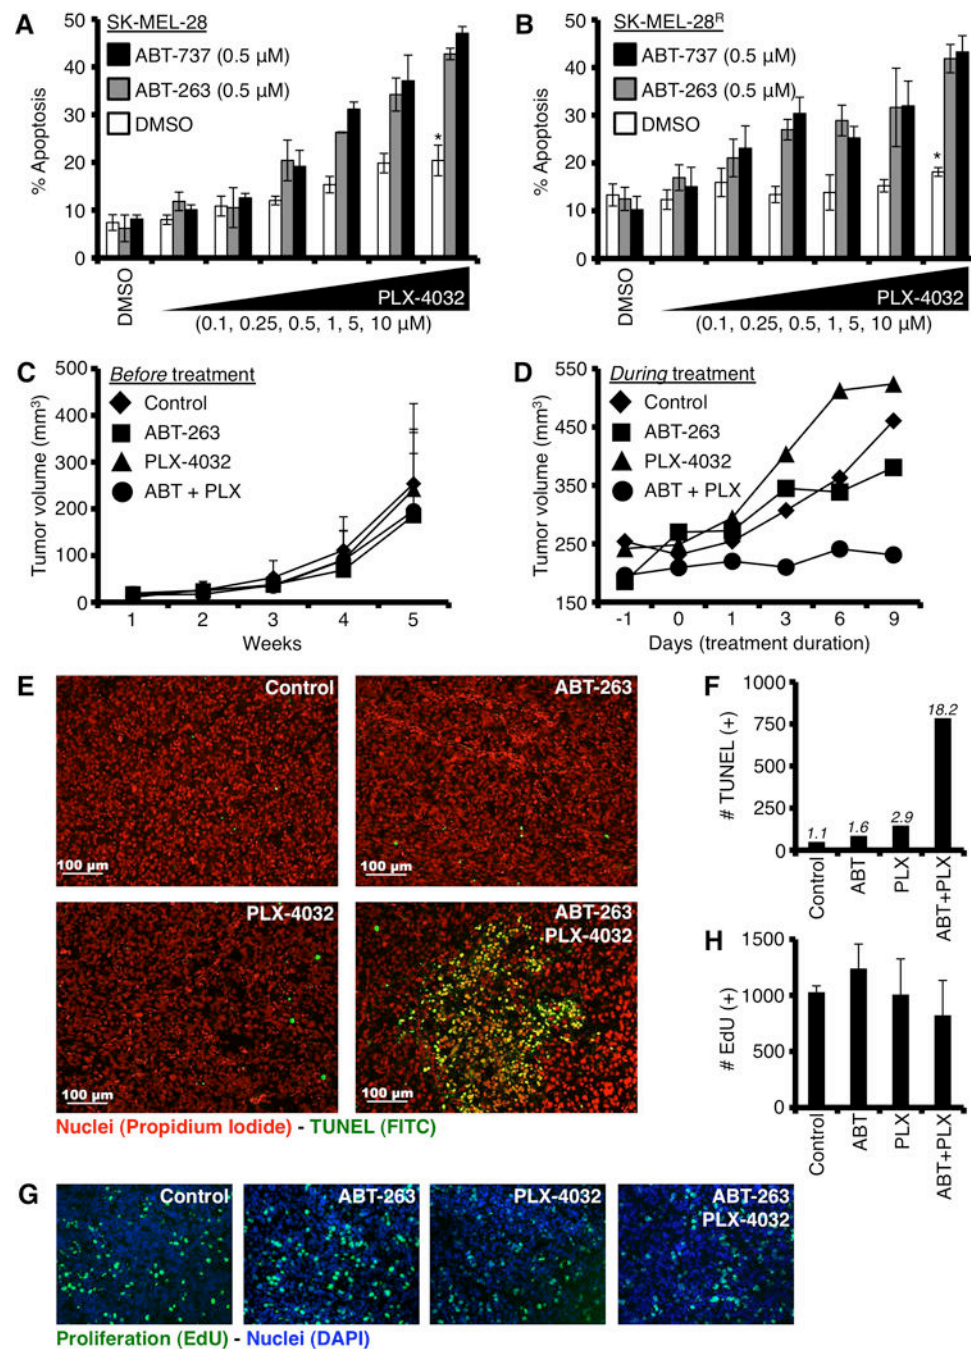 A
SK-MEL-28
ABT-737 (0.5 µM)
ABT-263 (0.5 µM)
DMSO
% Apoptosis
50
40
30
20
10
0
*
DMSO
PLX-4032
(0.1, 0.25, 0.5, 1, 5, 10 µM)
B
SK-MEL-28R
ABT-737 (0.5 µM)
ABT-263 (0.5 µM)
DMSO
% Apoptosis
50
40
30
20
10
0
*
DMSO
PLX-4032
(0.1, 0.25, 0.5, 1, 5, 10 µM)
C
Before treatment
Control
ABT-263
PLX-4032
ABT + PLX
Tumor volume (mm³)
500
400
300
200
100
0
1 2 3 4 5
Weeks
D
During treatment
Control
ABT-263
PLX-4032
ABT + PLX
Tumor volume (mm³)
550
450
350
250
150
-1 0 1 3 6 9
Days (treatment duration)
E
Control
100 µm
ABT-263
100 µm
PLX-4032
100 µm
ABT-263
PLX-4032
100 µm
Nuclei (Propidium Iodide) - TUNEL (FITC)
F
# TUNEL (+)
1000
750
500
250
0
1.1
1.6
2.9
18.2
Control
ABT
PLX
ABT+PLX
H
# EdU (+)
1500
1000
500
0
Control
ABT
PLX
ABT+PLX
G
Control
ABT-263
PLX-4032
ABT-263
PLX-4032
Proliferation (EdU) - Nuclei (DAPI)